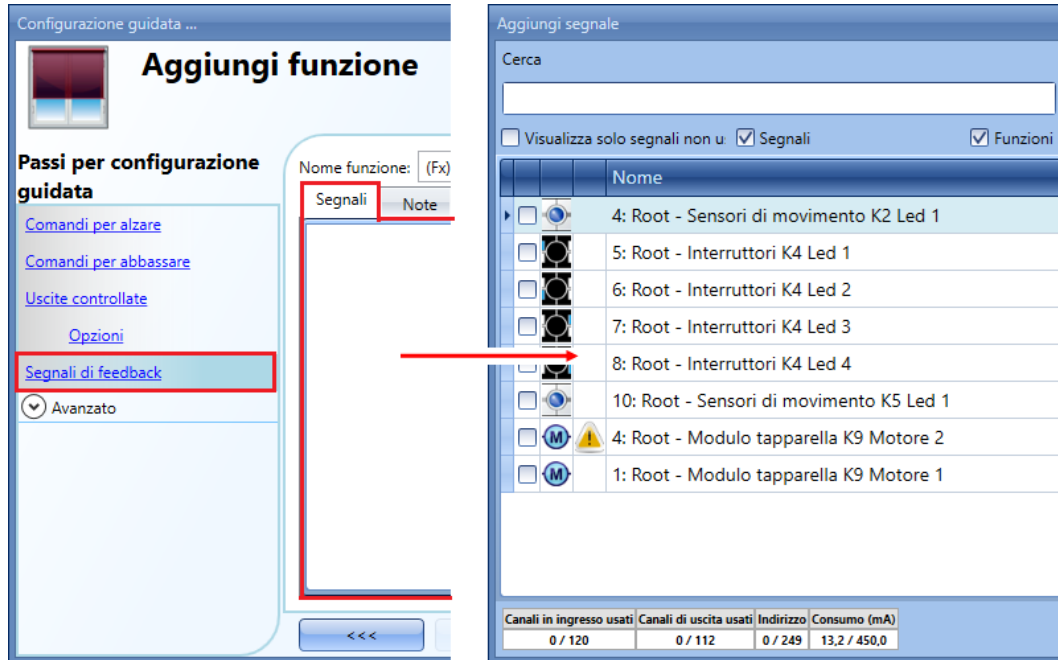 Configurazione guidata ...
Aggiungi funzione
Passi per configurazione
guidata
Comandi per alzare
Comandi per abbassare
Uscite controllate
Opzioni
Segnali di feedback
Avanzato
Nome funzione: (Fx)
Segnali
Note
<<<
Aggiungi segnale
Cerca
Visualizza solo segnali non u: Segnali Funzioni
Nome
4: Root - Sensori di movimento K2 Led 1
5: Root - Interruttori K4 Led 1
6: Root - Interruttori K4 Led 2
7: Root - Interruttori K4 Led 3
8: Root - Interruttori K4 Led 4
10: Root - Sensori di movimento K5 Led 1
M 4: Root - Modulo tapparella K9 Motore 2
M 1: Root - Modulo tapparella K9 Motore 1
Canali in ingresso usati Canali di uscita usati Indirizzo Consumo (mA)
0 / 120 0 / 112 0 / 249 13,2 / 450,0